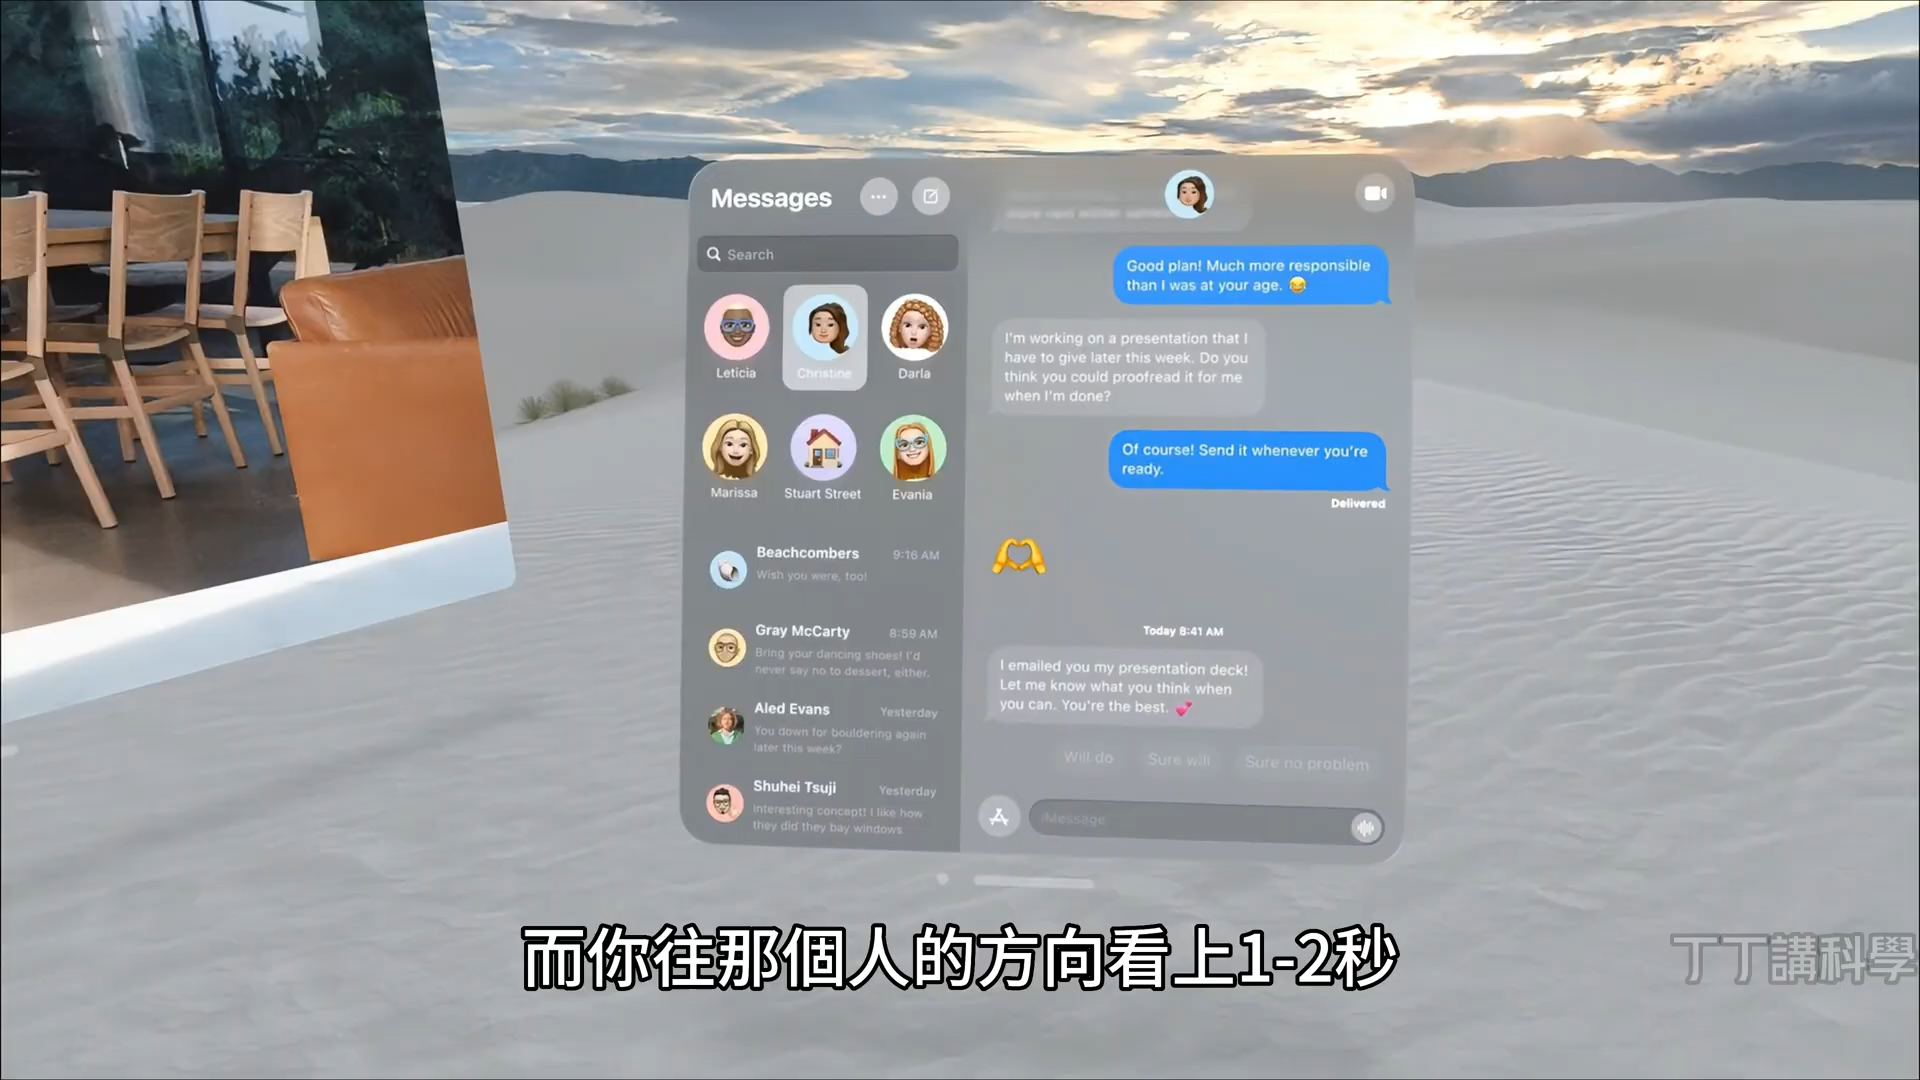 Messages
Search
Leticia
Christine
Darla
Marissa
Stuart Street
Evania
Beachcombers 9:16 AM
Wish you were, too!
Gray McCarty 8:59 AM
Bring your dancing shoes! I'd
never say no to dessert, either.
Aled Evans Yesterday
You down for bouldering again
later this week?
Shuhei Tsuji Yesterday
Interesting concept! I like how
they did they bay windows.
Good plan! Much more responsible
than I was at your age. 😂
I'm working on a presentation that I
have to give later this week. Do you
think you could proofread it for me
when I'm done?
Of course! Send it whenever you're
ready.
Delivered
Today 8:41 AM
I emailed you my presentation deck!
Let me know what you think when
you can. You're the best. 💕
Will do
Sure will
Sure no problem
Message
而你往那個人的方向看上1-2秒
丁丁講科學